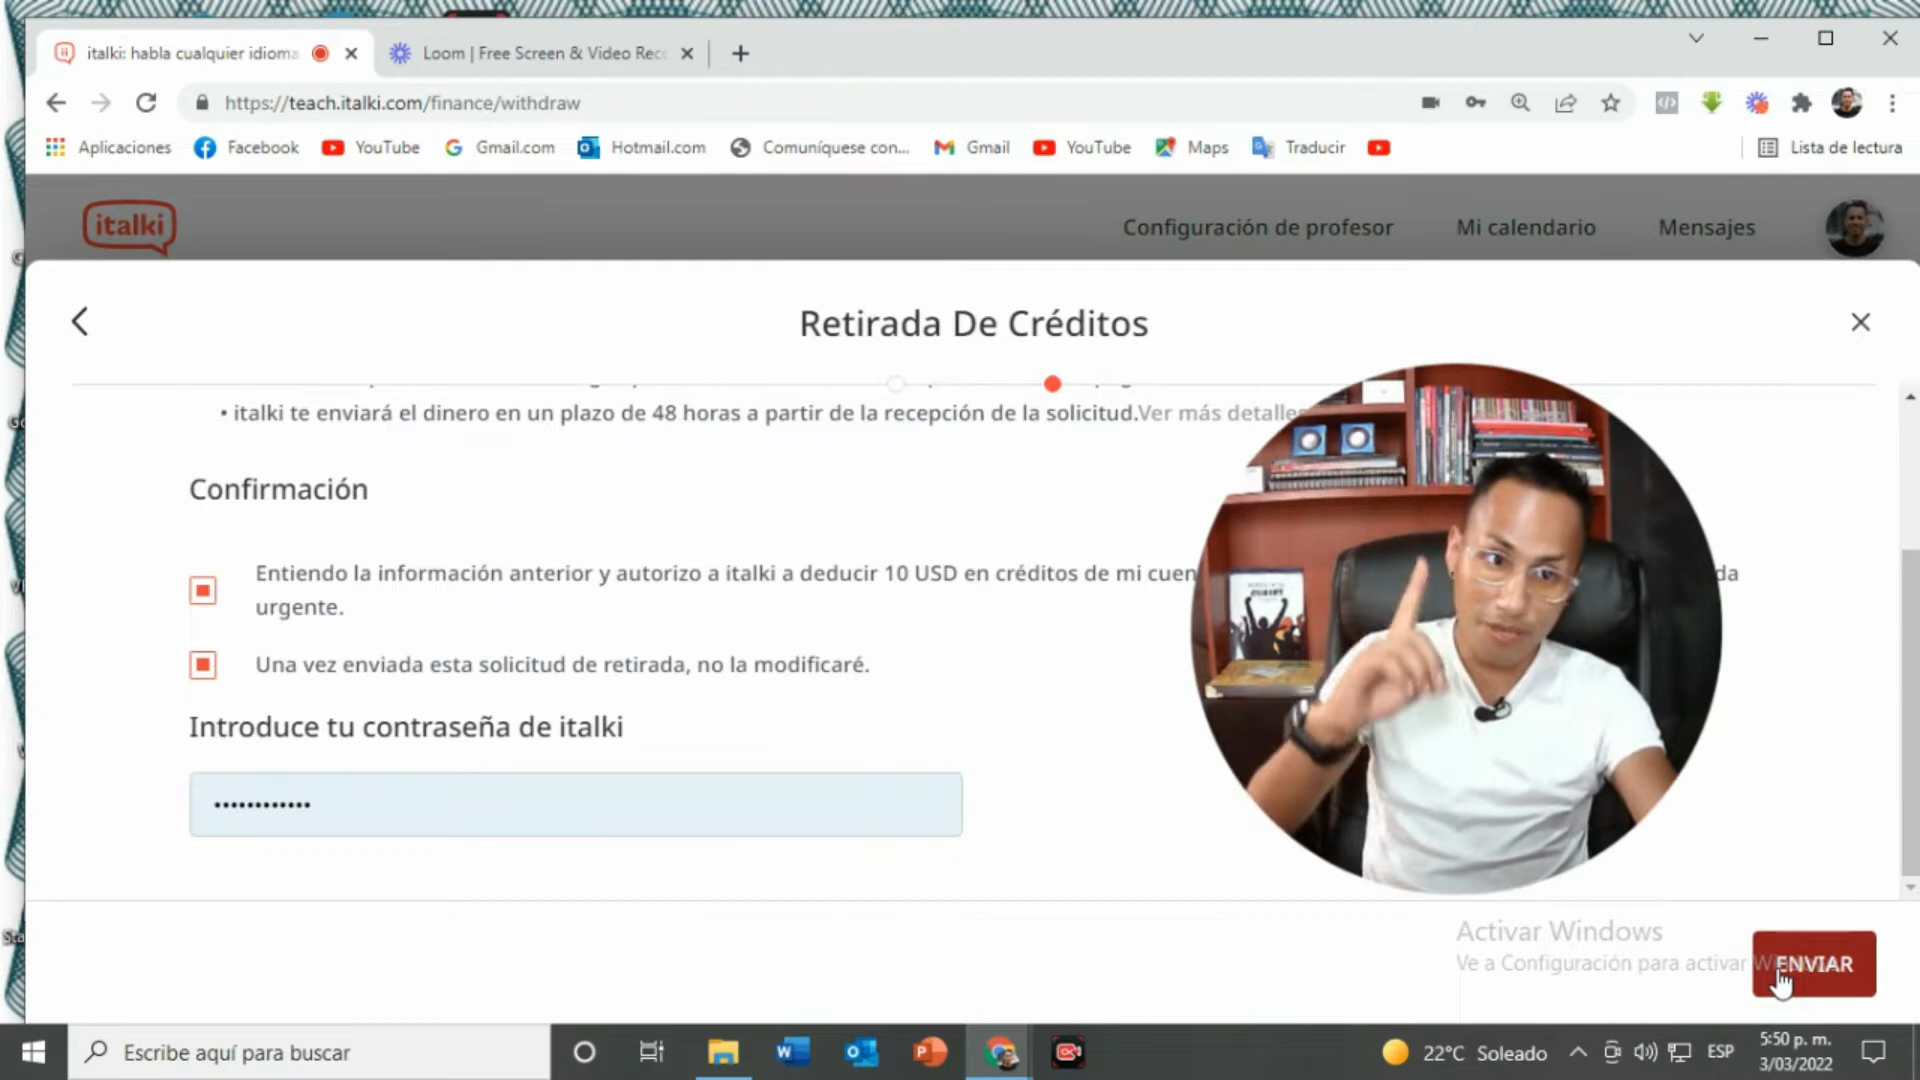 italki: habla cualquier idioma
Loom | Free Screen & Video Rec
https://teach.italki.com/finance/withdraw
Aplicaciones
Facebook
YouTube
Gmail.com
Hotmail.com
Comuníquese con...
Gmail
YouTube
Maps
Traducir
Lista de lectura
italki
Configuración de profesor
Mi calendario
Mensajes
Retirada De Créditos
• italki te enviará el dinero en un plazo de 48 horas a partir de la recepción de la solicitud.Ver más detalles
Confirmación
Entiendo la información anterior y autorizo a italki a deducir 10 USD en créditos de mi cuen
da
urgente.
Una vez enviada esta solicitud de retirada, no la modificaré.
Introduce tu contraseña de italki
••••••••••••
Activar Windows
Ve a Configuración para activar
ENVIAR
Escribe aquí para buscar
22°C Soleado
ESP
5:50 p. m.
3/03/2022